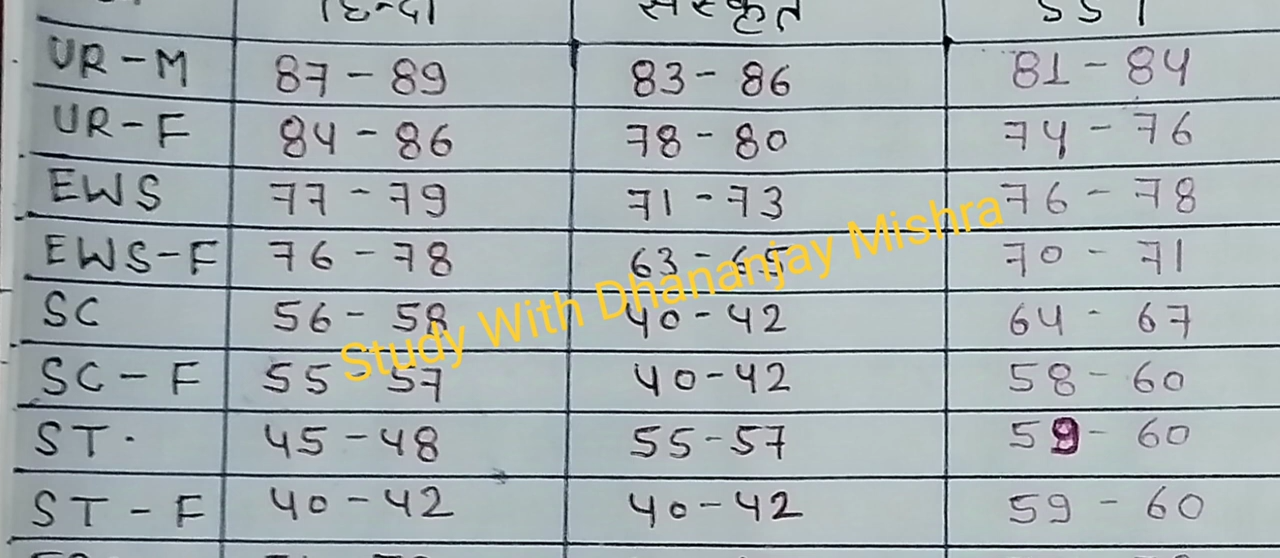 हिन्दी संस्कृत SST
UR-M 87-89 83-86 81-84
UR-F 84-86 78-80 74-76
EWS 77-79 71-73 76-78
EWS-F 76-78 63-65 70-71
SC 56-58 40-42 64-67
SC-F 55 57 40-42 58-60
ST. 45-48 55-57 59-60
ST-F 40-42 40-42 59-60
Study With Dhananjay Mishra